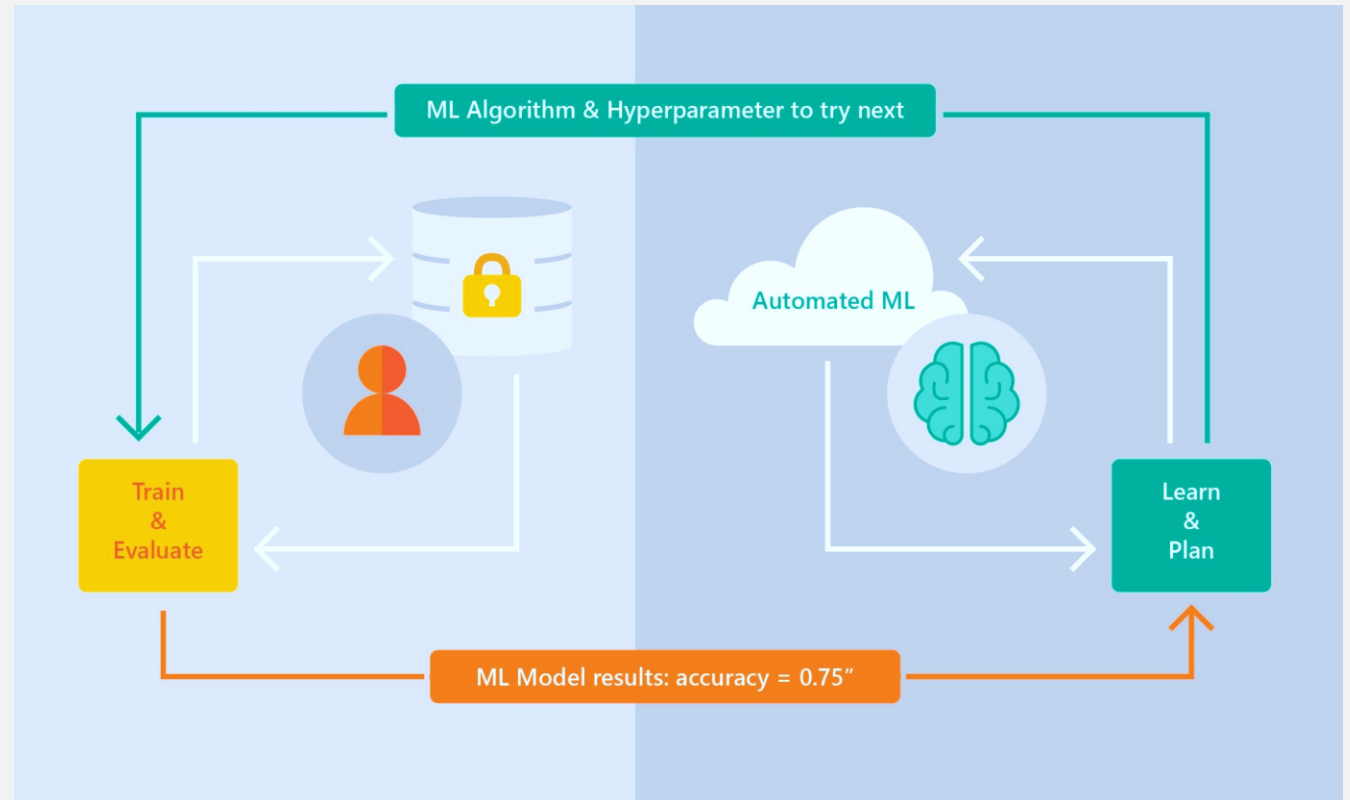 ML Algorithm & Hyperparameter to try next
Automated ML
Train
&
Evaluate
Learn
&
Plan
ML Model results: accuracy = 0.75″